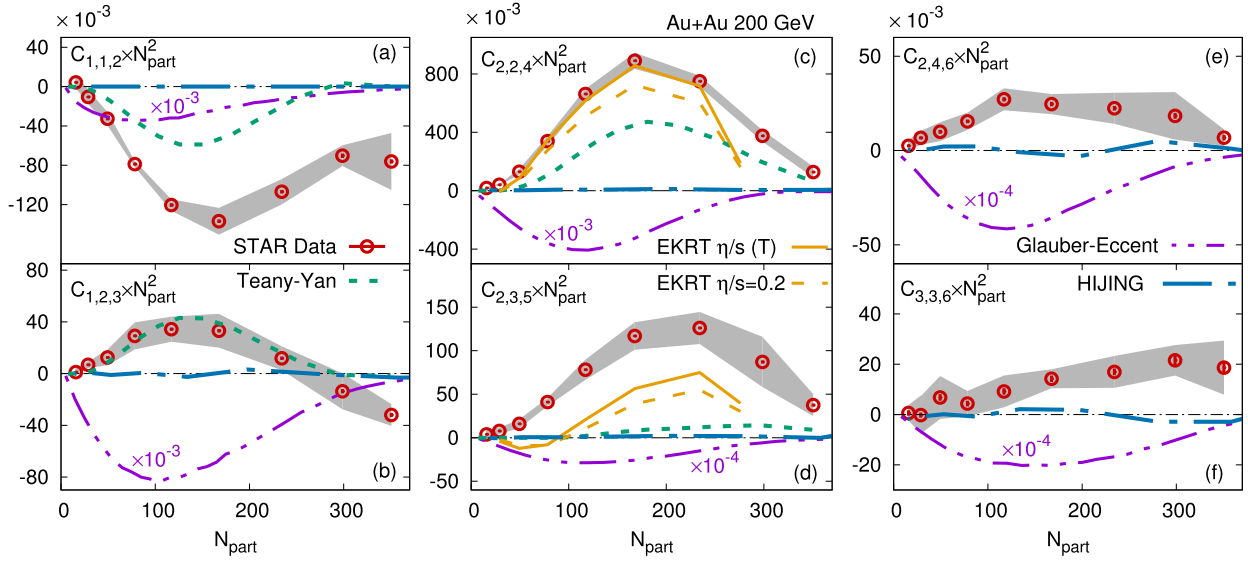 × 10⁻³
× 10⁻³
Au+Au 200 GeV
× 10⁻³
40
0
-40
-80
-120
C₁,₁,₂×N²part
(a)
×10⁻³
STAR Data
800
400
0
-400
C₂,₂,₄×N²part
(c)
×10⁻³
EKRT η/s (T)
50
0
-50
C₂,₄,₆×N²part
(e)
×10⁻⁴
Glauber-Eccent
80
40
0
-40
-80
C₁,₂,₃×N²part
Teany-Yan
×10⁻³
(b)
0
100
200
300
Npart
150
100
50
0
-50
C₂,₃,₅×N²part
EKRT η/s=0.2
×10⁻⁴
(d)
0
100
200
300
Npart
40
20
0
-20
C₃,₃,₆×N²part
HIJING
×10⁻⁴
(f)
0
100
200
300
Npart